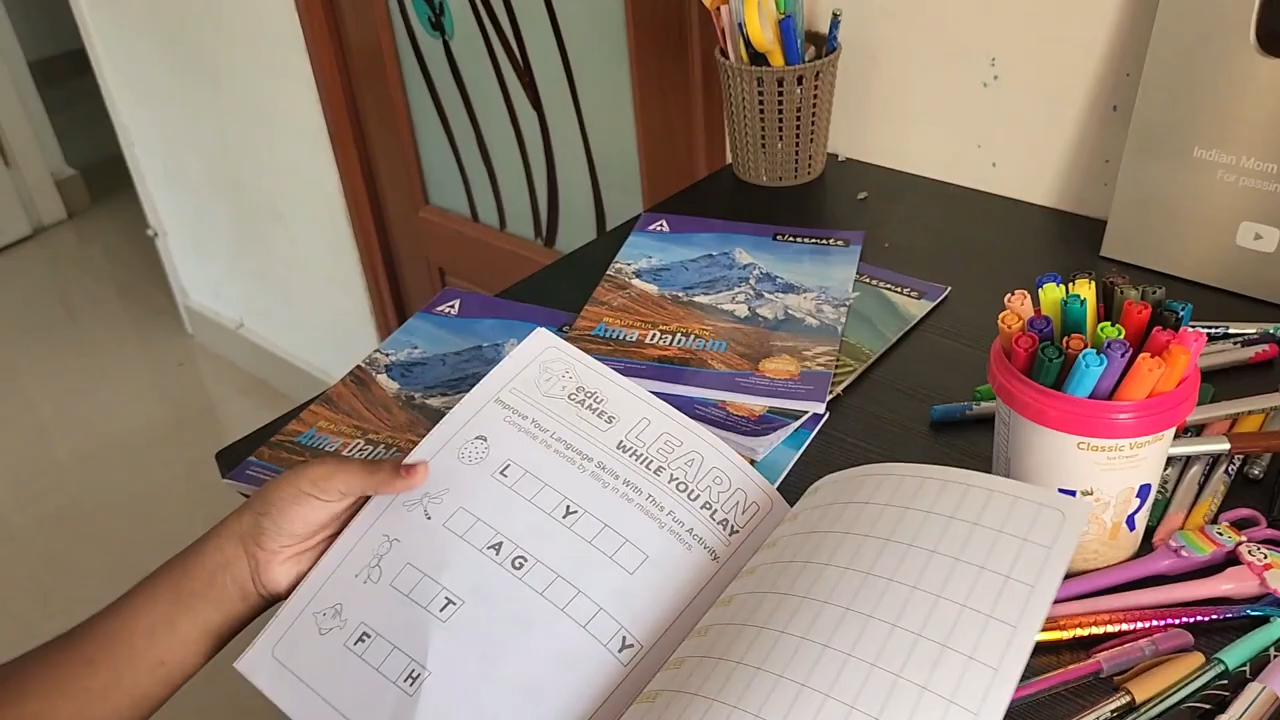 Indian Mom
For passin
classmate
BEAUTIFUL MOUNTAIN
Ama Dablam
classmate
BEAUTIFUL MOUNTAIN
Ama Dabla
edu
GAMES
LEARN
WHILE YOU PLAY
Improve Your Language Skills With This Fun Activity.
Complete the words by filling in the missing letters.
L Y
A G Y
T
F H
Classic Vanilla
Ice Cream